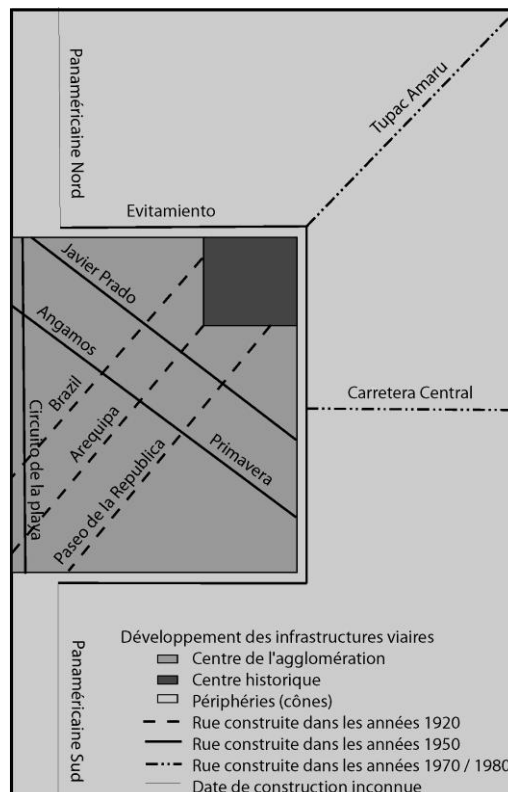 Panaméricaine Nord
Tupac Amaru
Evitamiento
Javier Prado
Angamos
Brazil
Arequipa
Carretera Central
Circuito de la playa
Paseo de la Republica
Primavera
Panaméricaine Sud
Développement des infrastructures viaires
Centre de l'agglomération
Centre historique
Périphéries (cônes)
Rue construite dans les années 1920
Rue construite dans les années 1950
Rue construite dans les années 1970 / 1980
Date de construction inconnue